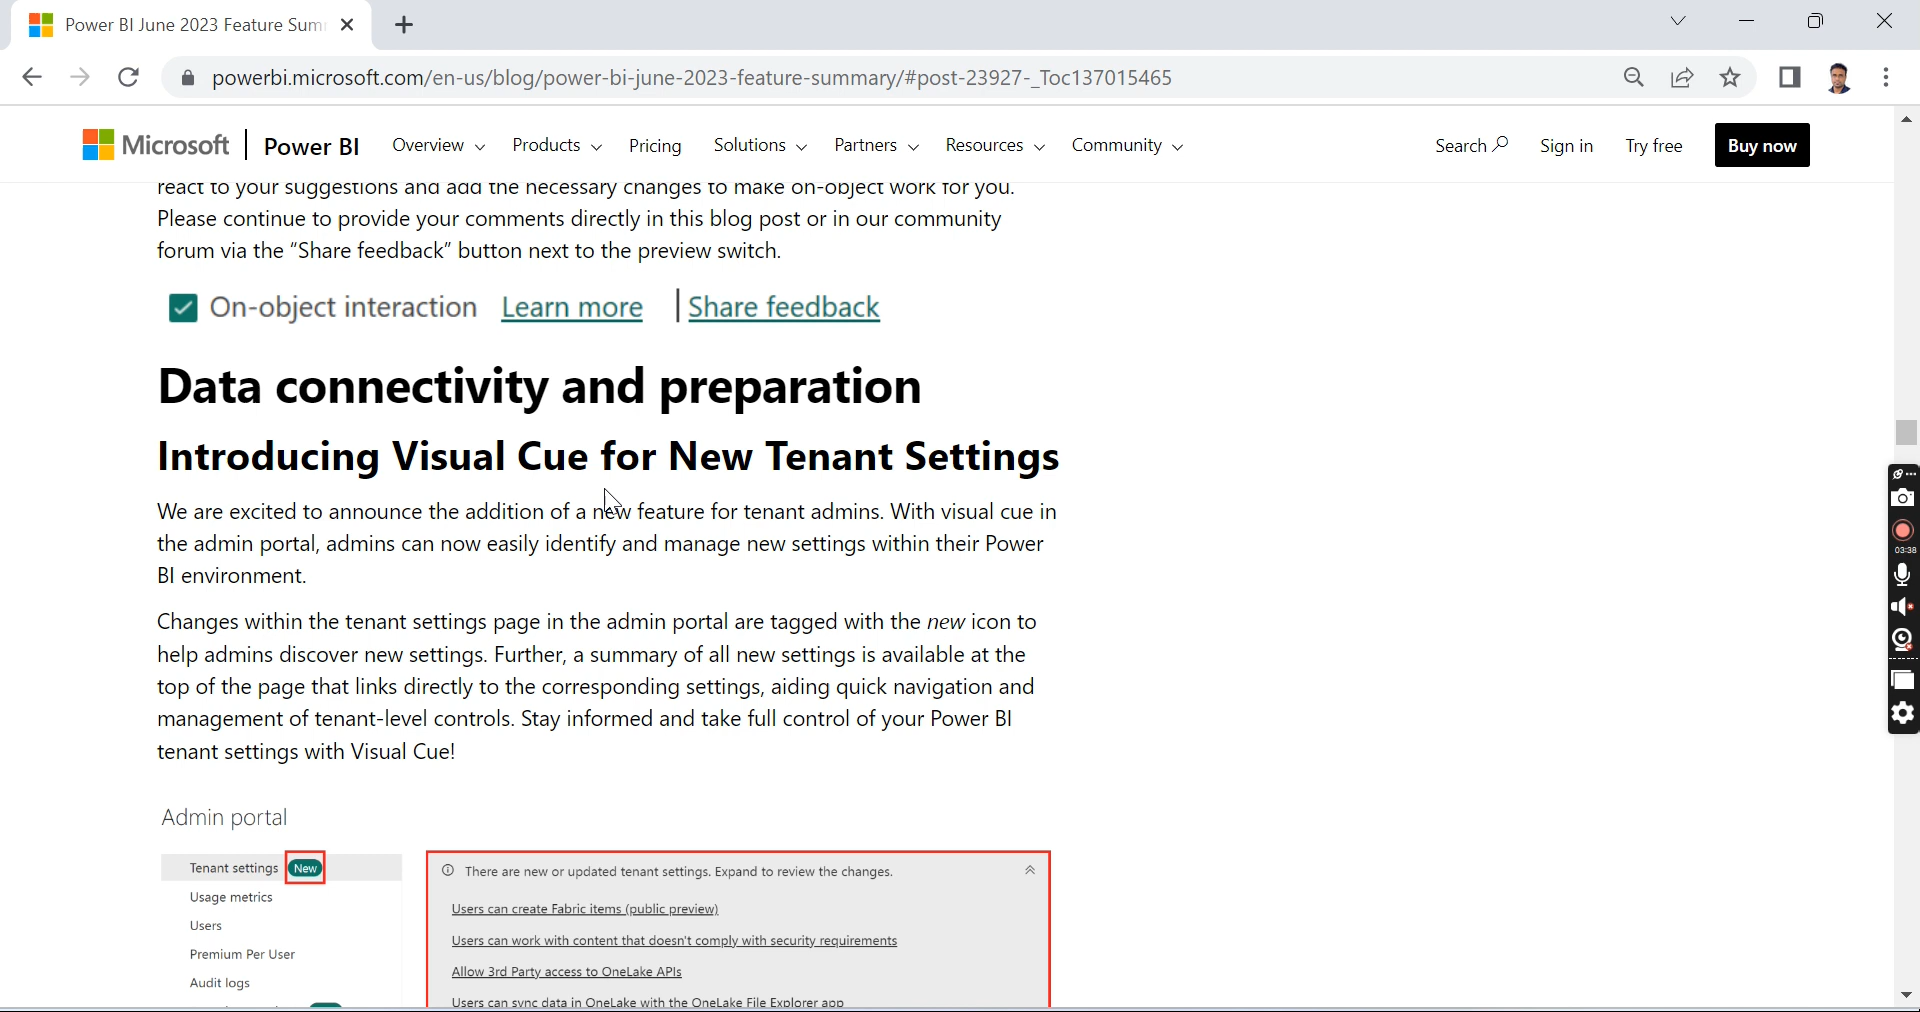 Power BI June 2023 Feature Sum
powerbi.microsoft.com/en-us/blog/power-bi-june-2023-feature-summary/#post-23927-_Toc137015465
Microsoft
Power BI
Overview
Products
Pricing
Solutions
Partners
Resources
Community
Search
Sign in
Try free
Buy now
react to your suggestions and add the necessary changes to make on-object work for you.
Please continue to provide your comments directly in this blog post or in our community
forum via the “Share feedback” button next to the preview switch.
On-object interaction Learn more | Share feedback
Data connectivity and preparation
Introducing Visual Cue for New Tenant Settings
We are excited to announce the addition of a new feature for tenant admins. With visual cue in
the admin portal, admins can now easily identify and manage new settings within their Power
BI environment.
Changes within the tenant settings page in the admin portal are tagged with the new icon to
help admins discover new settings. Further, a summary of all new settings is available at the
top of the page that links directly to the corresponding settings, aiding quick navigation and
management of tenant-level controls. Stay informed and take full control of your Power BI
tenant settings with Visual Cue!
Admin portal
Tenant settings New
Usage metrics
Users
Premium Per User
Audit logs
There are new or updated tenant settings. Expand to review the changes.
Users can create Fabric items (public preview)
Users can work with content that doesn't comply with security requirements
Allow 3rd Party access to OneLake APIs
Users can sync data in OneLake with the OneLake File Explorer app
03:38